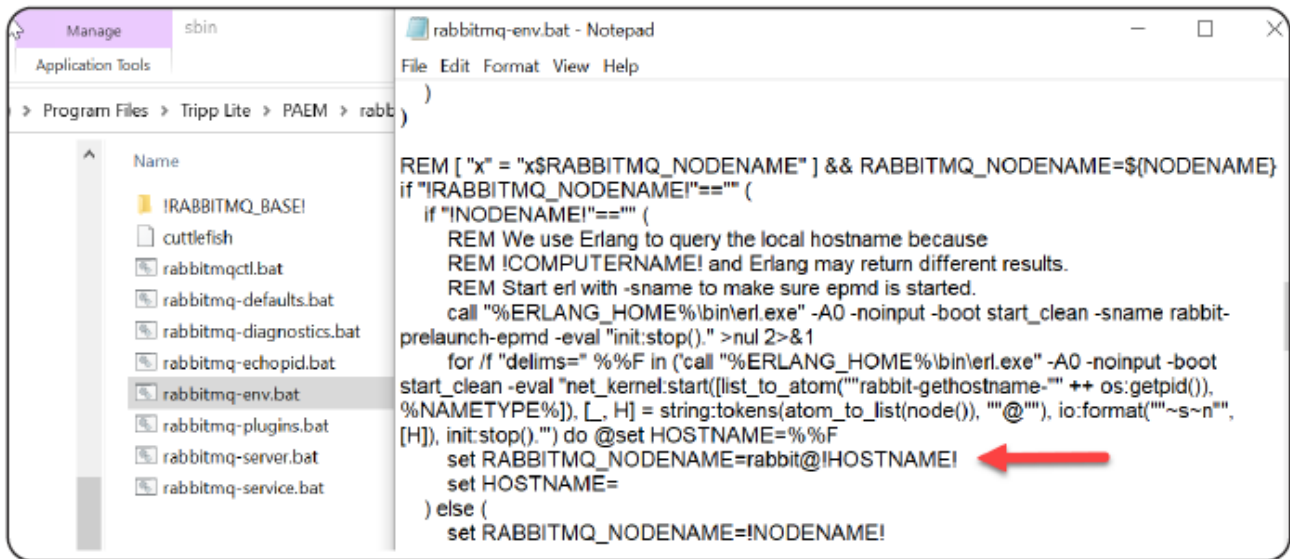 Manage
sbin
Application Tools
> Program Files > Tripp Lite > PAEM > rabb
Name
!RABBITMQ_BASE!
cuttlefish
rabbitmqctl.bat
rabbitmq-defaults.bat
rabbitmq-diagnostics.bat
rabbitmq-echopid.bat
rabbitmq-env.bat
rabbitmq-plugins.bat
rabbitmq-server.bat
rabbitmq-service.bat
rabbitmq-env.bat - Notepad
File Edit Format View Help
)
)
REM [ "x" = "x$RABBITMQ_NODENAME" ] && RABBITMQ_NODENAME=${NODENAME}
if "!RABBITMQ_NODENAME!"=="" (
if "!NODENAME!"=="" (
REM We use Erlang to query the local hostname because
REM !COMPUTERNAME! and Erlang may return different results.
REM Start erl with -sname to make sure epmd is started.
call "%ERLANG_HOME%\bin\erl.exe" -A0 -noinput -boot start_clean -sname rabbit-
prelaunch-epmd -eval "init:stop()." >nul 2>&1
for /f "delims=" %%F in ('call "%ERLANG_HOME%\bin\erl.exe" -A0 -noinput -boot
start_clean -eval "net_kernel:start([list_to_atom(""rabbit-gethostname-"" ++ os:getpid()),
%NAMETYPE%]), [_, H] = string:tokens(atom_to_list(node()), ""@""), io:format(""~s~n"",
[H]), init:stop()."') do @set HOSTNAME=%%F
set RABBITMQ_NODENAME=rabbit@!HOSTNAME!
set HOSTNAME=
) else (
set RABBITMQ_NODENAME=!NODENAME!